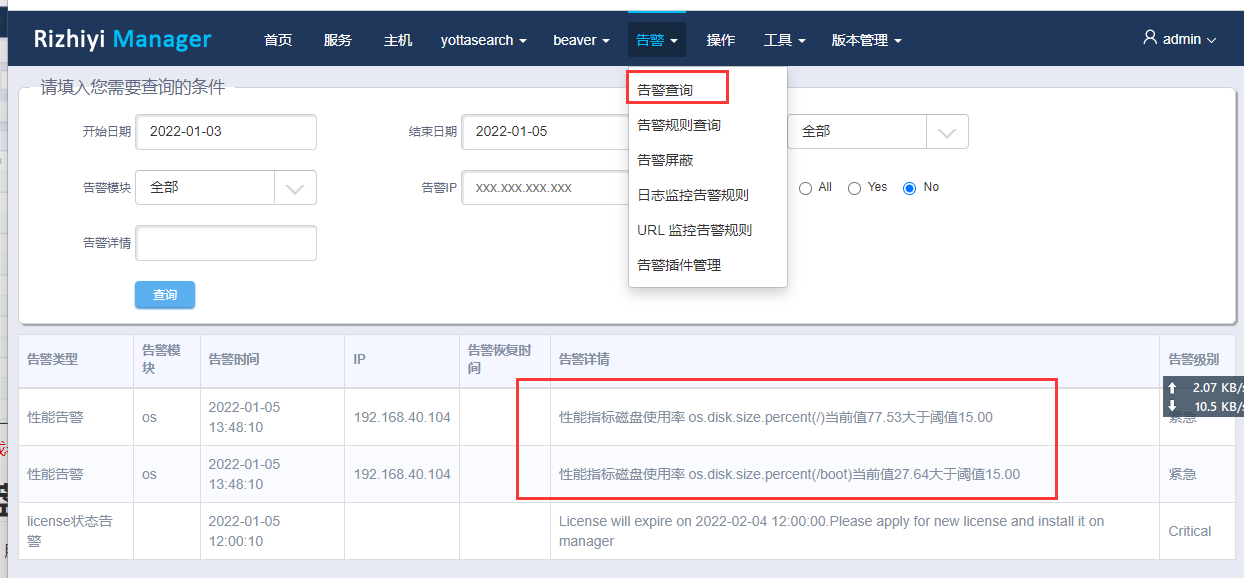 Rizhiyi Manager 首页 服务 主机 yottasearch beaver 告警 操作 工具 版本管理 admin
请填入您需要查询的条件
告警查询
告警规则查询
告警屏蔽
日志监控告警规则
URL 监控告警规则
告警插件管理
开始日期 2022-01-03 结束日期 2022-01-05 全部
告警模块 全部 告警IP xxx.xxx.xxx.xxx All Yes No
告警详情
查询
告警类型 告警模块 告警时间 IP 告警恢复时间 告警详情 告警级别
2.07 KB/s
10.5 KB/s
性能告警 os 2022-01-05 13:48:10 192.168.40.104 性能指标磁盘使用率 os.disk.size.percent(/)当前值77.53大于阈值15.00 紧急
性能告警 os 2022-01-05 13:48:10 192.168.40.104 性能指标磁盘使用率 os.disk.size.percent(/boot)当前值27.64大于阈值15.00 紧急
license状态告警 2022-01-05 12:00:10 License will expire on 2022-02-04 12:00:00.Please apply for new license and install it on manager Critical